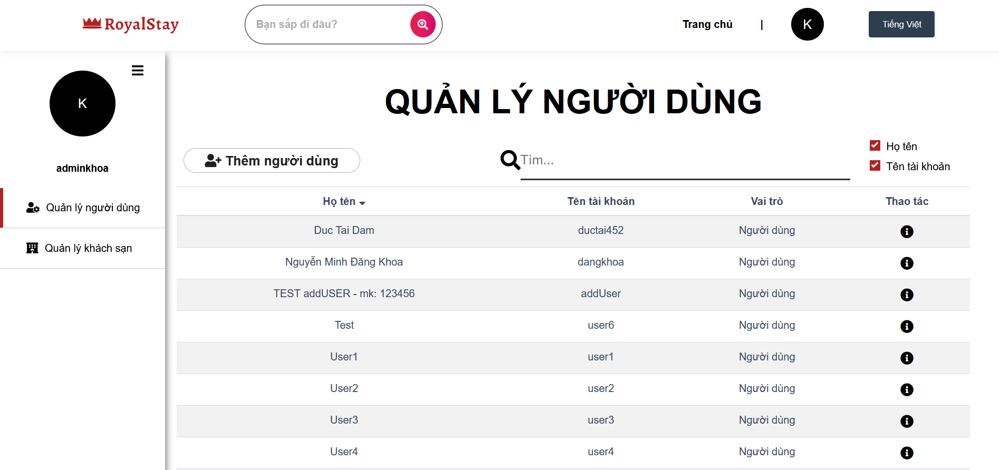 RoyalStay
Bạn sắp đi đâu?
Trang chủ
|
K
Tiếng Việt
K
adminkhoa
Quản lý người dùng
Quản lý khách sạn
QUẢN LÝ NGƯỜI DÙNG
Thêm người dùng
Tìm...
Họ tên
Tên tài khoản
Họ tên Tên tài khoản Vai trò Thao tác
Duc Tai Dam ductai452 Người dùng
Nguyễn Minh Đăng Khoa dangkhoa Người dùng
TEST addUSER - mk: 123456 addUser Người dùng
Test user6 Người dùng
User1 user1 Người dùng
User2 user2 Người dùng
User3 user3 Người dùng
User4 user4 Người dùng